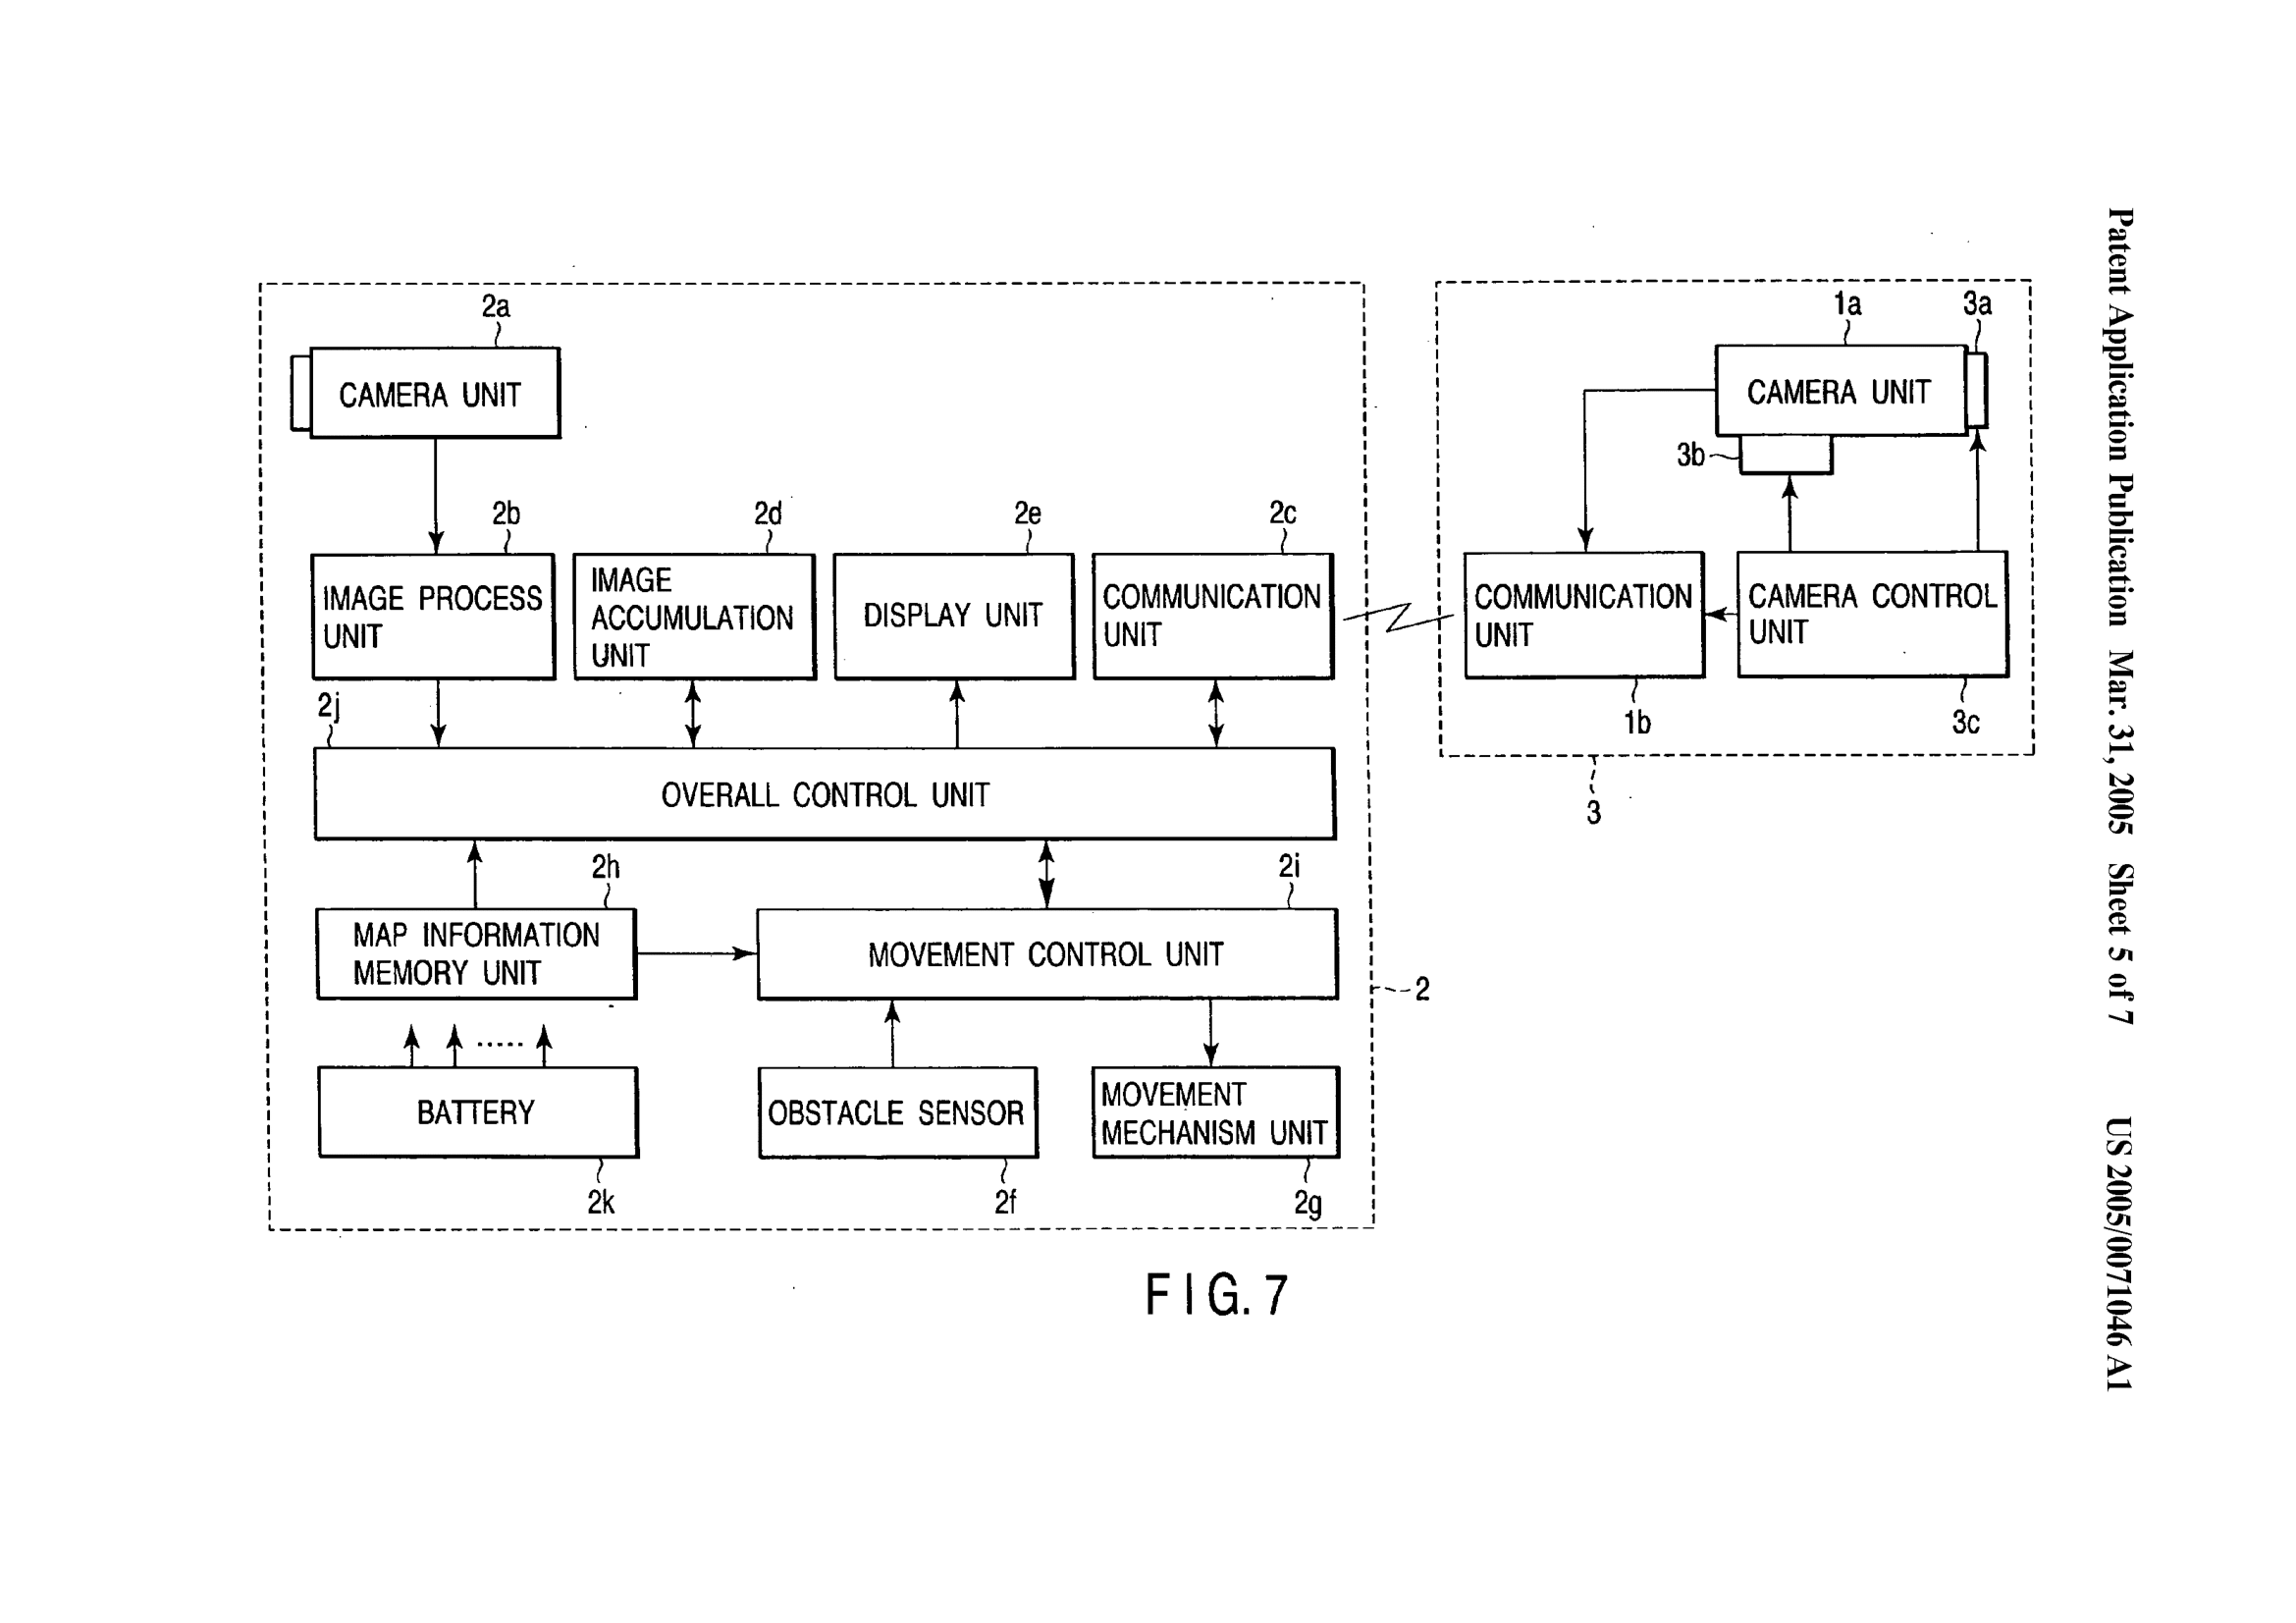 Patent Application Publication Mar. 31, 2005 Sheet 5 of 7 US 2005/0071046 A1
2a
CAMERA UNIT
2b
IMAGE PROCESS
UNIT
2d
IMAGE
ACCUMULATION
UNIT
2e
DISPLAY UNIT
2c
COMMUNICATION
UNIT
2j
OVERALL CONTROL UNIT
2h
MAP INFORMATION
MEMORY UNIT
2i
MOVEMENT CONTROL UNIT
2
BATTERY
2k
OBSTACLE SENSOR
2f
MOVEMENT
MECHANISM UNIT
2g
1a
3a
CAMERA UNIT
3b
COMMUNICATION
UNIT
1b
CAMERA CONTROL
UNIT
3c
3
FIG. 7